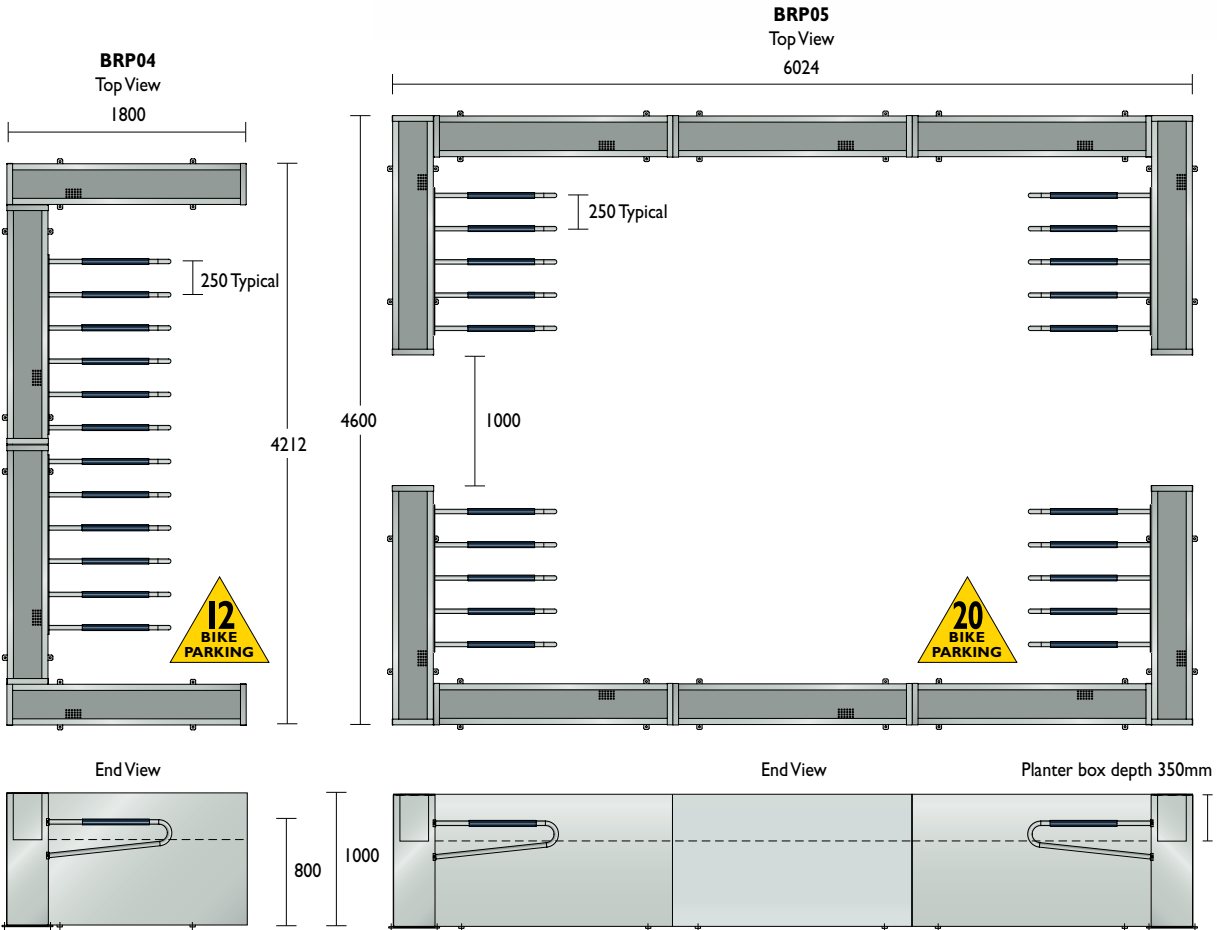 BRP04
Top View
1800
250 Typical
4212
12
BIKE
PARKING
End View
800
1000
BRP05
Top View
6024
250 Typical
4600
1000
20
BIKE
PARKING
End View
Planter box depth 350mm